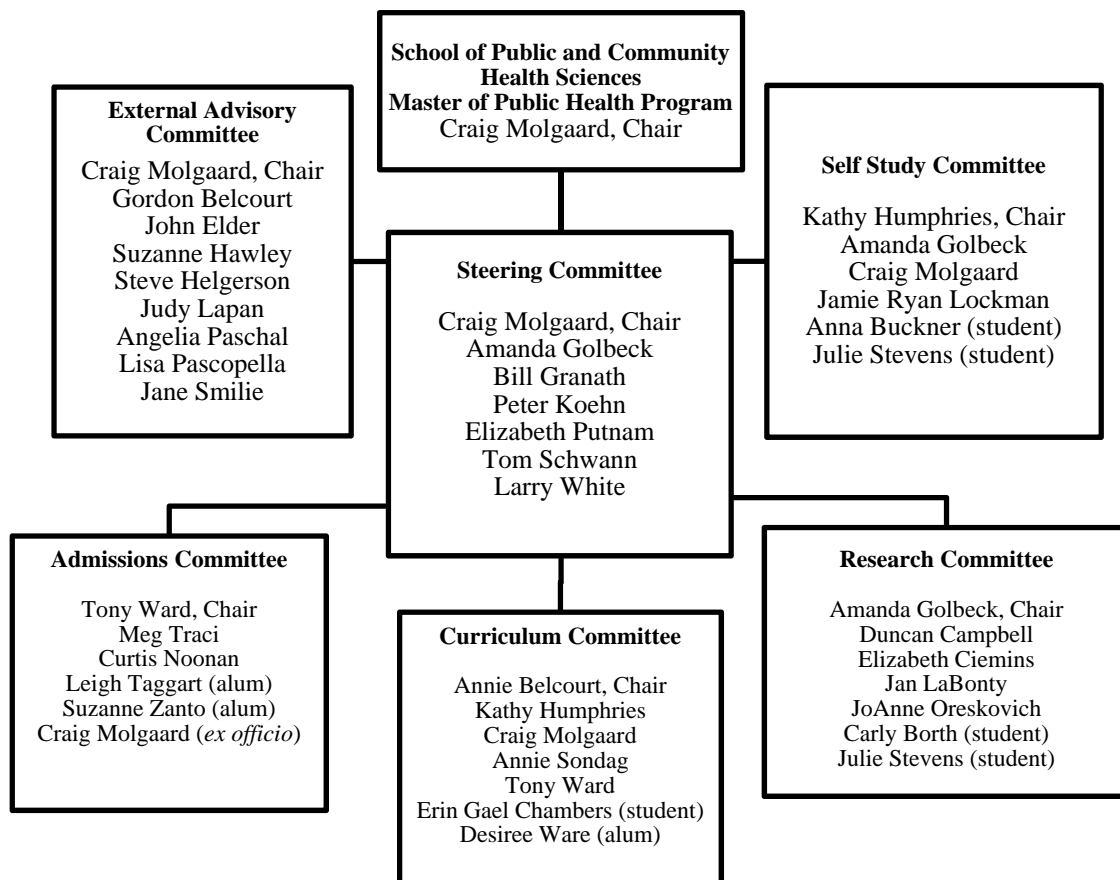 School of Public and Community
Health Sciences
Master of Public Health Program
Craig Molgaard, Chair
External Advisory
Committee
Craig Molgaard, Chair
Gordon Belcourt
John Elder
Suzanne Hawley
Steve Helgerson
Judy Lapan
Angelia Paschal
Lisa Pascopella
Jane Smilie
Steering Committee
Craig Molgaard, Chair
Amanda Golbeck
Bill Granath
Peter Koehn
Elizabeth Putnam
Tom Schwann
Larry White
Self Study Committee
Kathy Humphries, Chair
Amanda Golbeck
Craig Molgaard
Jamie Ryan Lockman
Anna Buckner (student)
Julie Stevens (student)
Admissions Committee
Tony Ward, Chair
Meg Traci
Curtis Noonan
Leigh Taggart (alum)
Suzanne Zanto (alum)
Craig Molgaard (ex officio)
Curriculum Committee
Annie Belcourt, Chair
Kathy Humphries
Craig Molgaard
Annie Sondag
Tony Ward
Erin Gael Chambers (student)
Desiree Ware (alum)
Research Committee
Amanda Golbeck, Chair
Duncan Campbell
Elizabeth Ciemins
Jan LaBonty
JoAnne Oreskovich
Carly Borth (student)
Julie Stevens (student)